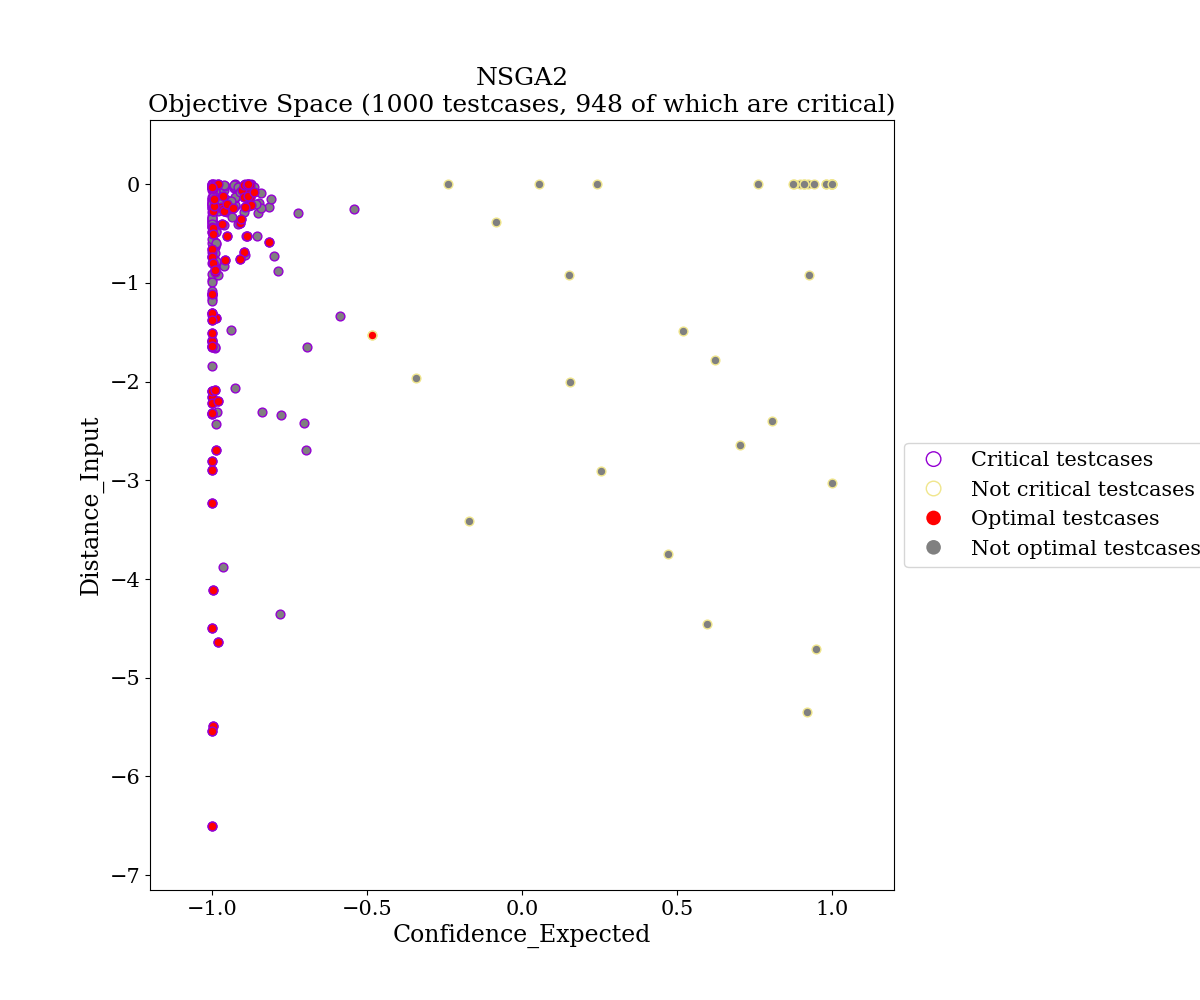 NSGA2
Objective Space (1000 testcases, 948 of which are critical)
0
−1
−2
−3
−4
−5
−6
−7
Distance_Input
−1.0
−0.5
0.0
0.5
1.0
Confidence_Expected
Critical testcases
Not critical testcases
Optimal testcases
Not optimal testcases